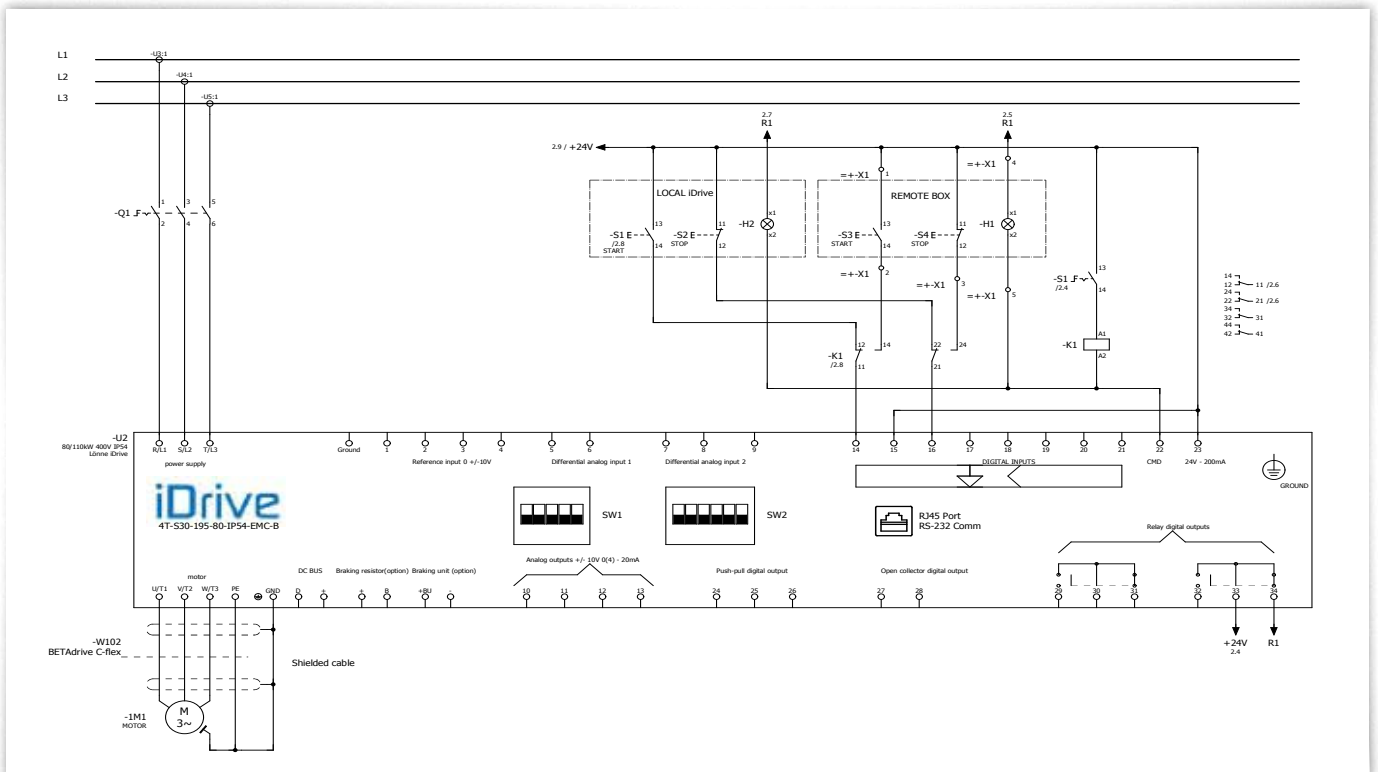 L1
L2
L3
-U3:1
-U4:1
-U5:1
2.7
R1
2.5
R1
2.9 / +24V
=+-X1
1
=+-X1
4
LOCAL iDrive
REMOTE BOX
-Q1
1
3
5
2
4
6
-S1 E
/2.8
START
13
14
-S2 E
STOP
11
12
-H2
x1
x2
-S3 E
START
13
14
-S4 E
STOP
11
12
-H1
x1
x2
=+-X1
2
=+-X1
3
=+-X1
5
-S1
/2.4
13
14
14
12
11 /2.6
24
22
21 /2.6
34
32
31
44
42
41
-K1
/2.8
12
14
11
22
24
21
-K1
A1
A2
-U2
80/110kW 400V IP54
Lönne iDrive
R/L1
S/L2
T/L3
power supply
Ground
1
2
3
4
5
6
7
8
9
14
15
16
17
18
19
20
21
22
23
Reference input 0 +/-10V
Differential analog input 1
Differential analog input 2
DIGITAL INPUTS
CMD
24V - 200mA
GROUND
iDrive
4T-S30-195-80-IP54-EMC-B
SW1
SW2
RJ45 Port
RS-232 Comm
Relay digital outputs
motor
U/T1
V/T2
W/T3
PE
GND
DC BUS
D
+
Braking resistor(option)
+
B
Braking unit (option)
+BU
-
Analog outputs +/- 10V 0(4) - 20mA
10
11
12
13
Push-pull digital output
24
25
26
Open collector digital output
27
28
29
30
31
32
33
34
+24V
2.4
R1
-W102
BETAdrive C-flex
Shielded cable
-1M1
MOTOR
M
3~